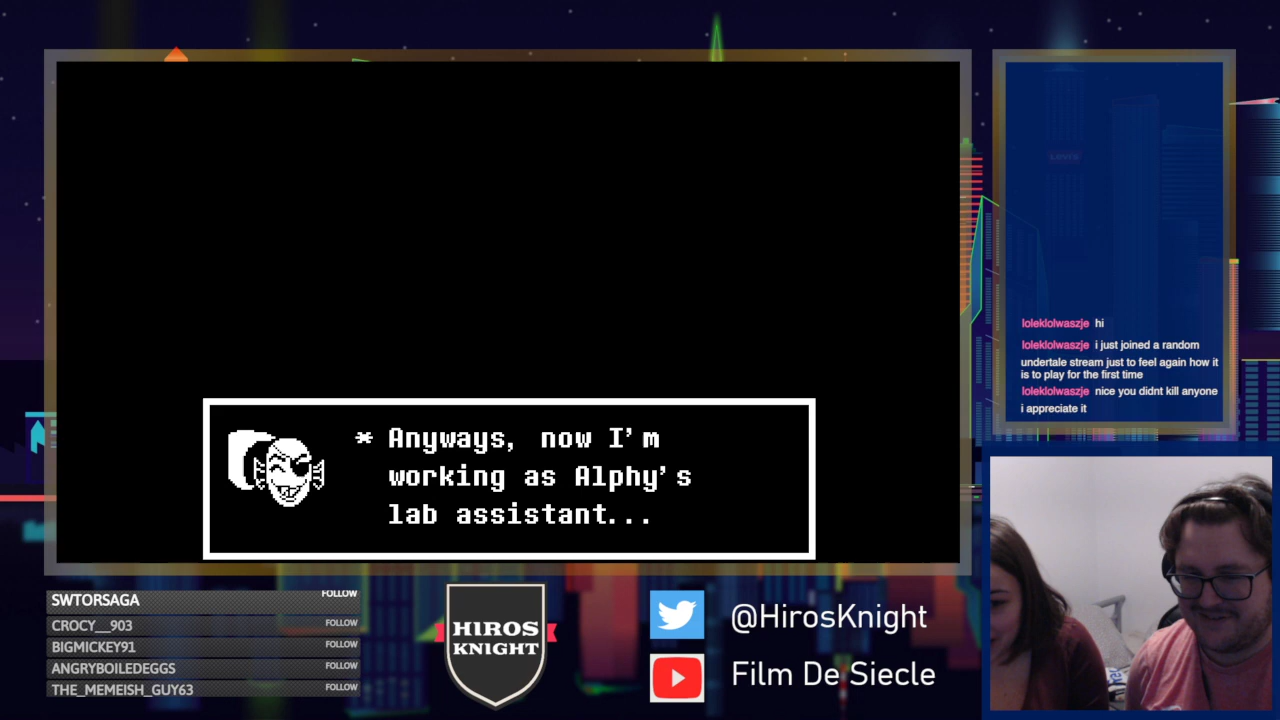 Levi's
loleklolwaszje hi
loleklolwaszje i just joined a random
undertale stream just to feel again how it
is to play for the first time
loleklolwaszje nice you didnt kill anyone
i appreciate it
* Anyways, now I'm
working as Alphy's
lab assistant...
SWTORSAGA FOLLOW
CROCY__903 FOLLOW
BIGMICKEY91 FOLLOW
ANGRYBOILEDEGGS FOLLOW
THE_MEMEISH_GUY63 FOLLOW
HIROS
KNIGHT
@HirosKnight
Film De Siecle